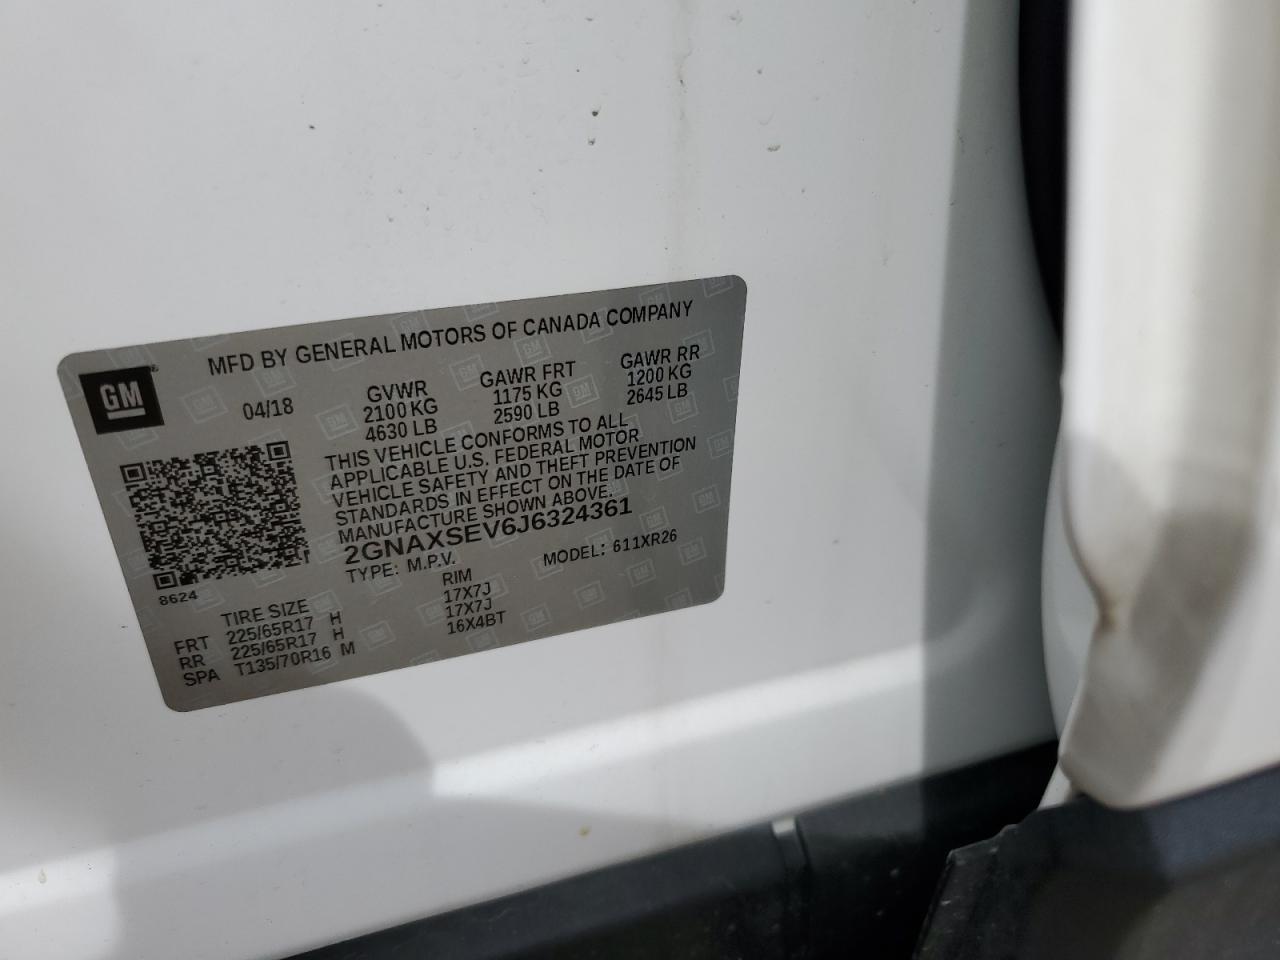 MFD BY GENERAL MOTORS OF CANADA COMPANY
GM
04/18
GVWR
2100 KG
4630 LB
GAWR FRT
1175 KG
2590 LB
GAWR RR
1200 KG
2645 LB
THIS VEHICLE CONFORMS TO ALL
APPLICABLE U.S. FEDERAL MOTOR
VEHICLE SAFETY AND THEFT PREVENTION
STANDARDS IN EFFECT ON THE DATE OF
MANUFACTURE SHOWN ABOVE.
2GNAXSEV6J6324361
TYPE: M.P.V.
MODEL: 611XR26
8624
TIRE SIZE
RIM
FRT 225/65R17 H 17X7J
RR 225/65R17 H 17X7J
SPA T135/70R16 M 16X4BT